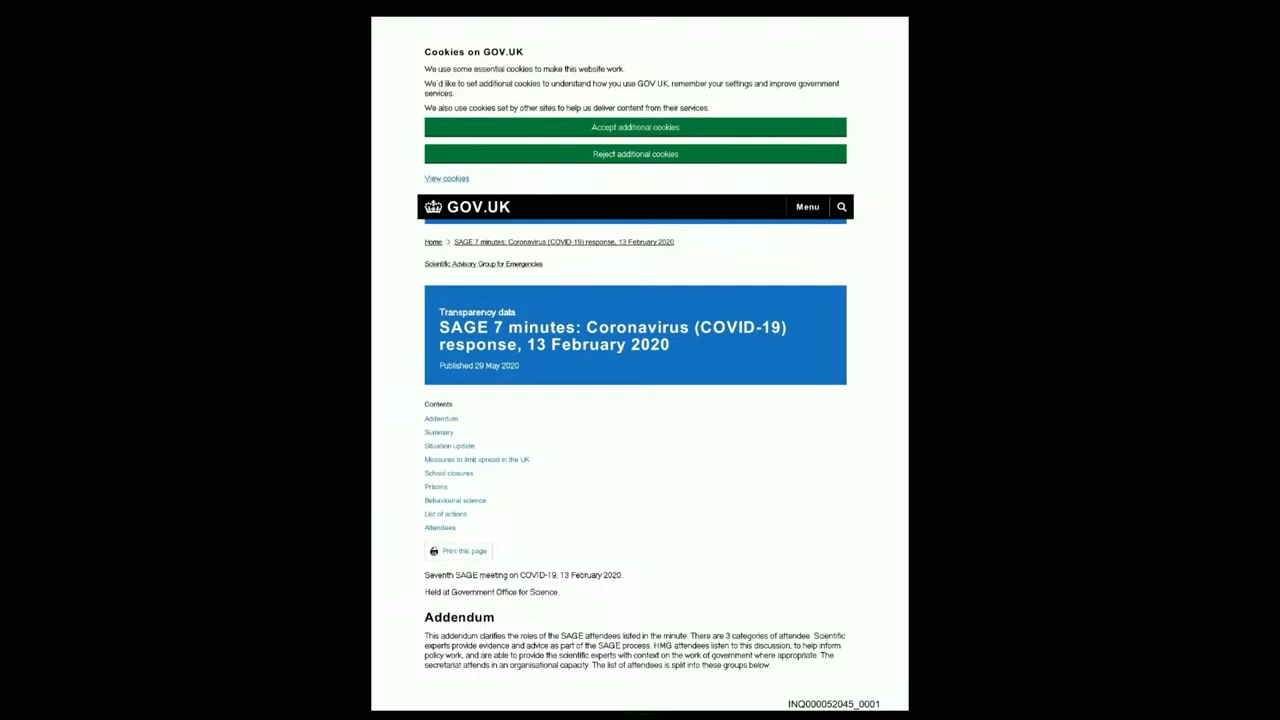 Cookies on GOV.UK
We use some essential cookies to make this website work.
We'd like to set additional cookies to understand how you use GOV.UK, remember your settings and improve government
services.
We also use cookies set by other sites to help us deliver content from their services.
Accept additional cookies
Reject additional cookies
View cookies
GOV.UK Menu
Home > SAGE 7 minutes: Coronavirus (COVID-19) response, 13 February 2020
Scientific Advisory Group for Emergencies
Transparency data
SAGE 7 minutes: Coronavirus (COVID-19)
response, 13 February 2020
Published 29 May 2020
Contents
Addendum
Summary
Situation update
Measures to limit spread in the UK
School closures
Prisons
Behavioural science
List of actions
Attendees
Print this page
Seventh SAGE meeting on COVID-19, 13 February 2020.
Held at Government Office for Science.
Addendum
This addendum clarifies the roles of the SAGE attendees listed in the minute. There are 3 categories of attendee. Scientific
experts provide evidence and advice as part of the SAGE process. HMG attendees listen to this discussion, to help inform
policy work, and are able to provide the scientific experts with context on the work of government where appropriate. The
secretariat attends in an organisational capacity. The list of attendees is split into these groups below.
INQ000052045_0001